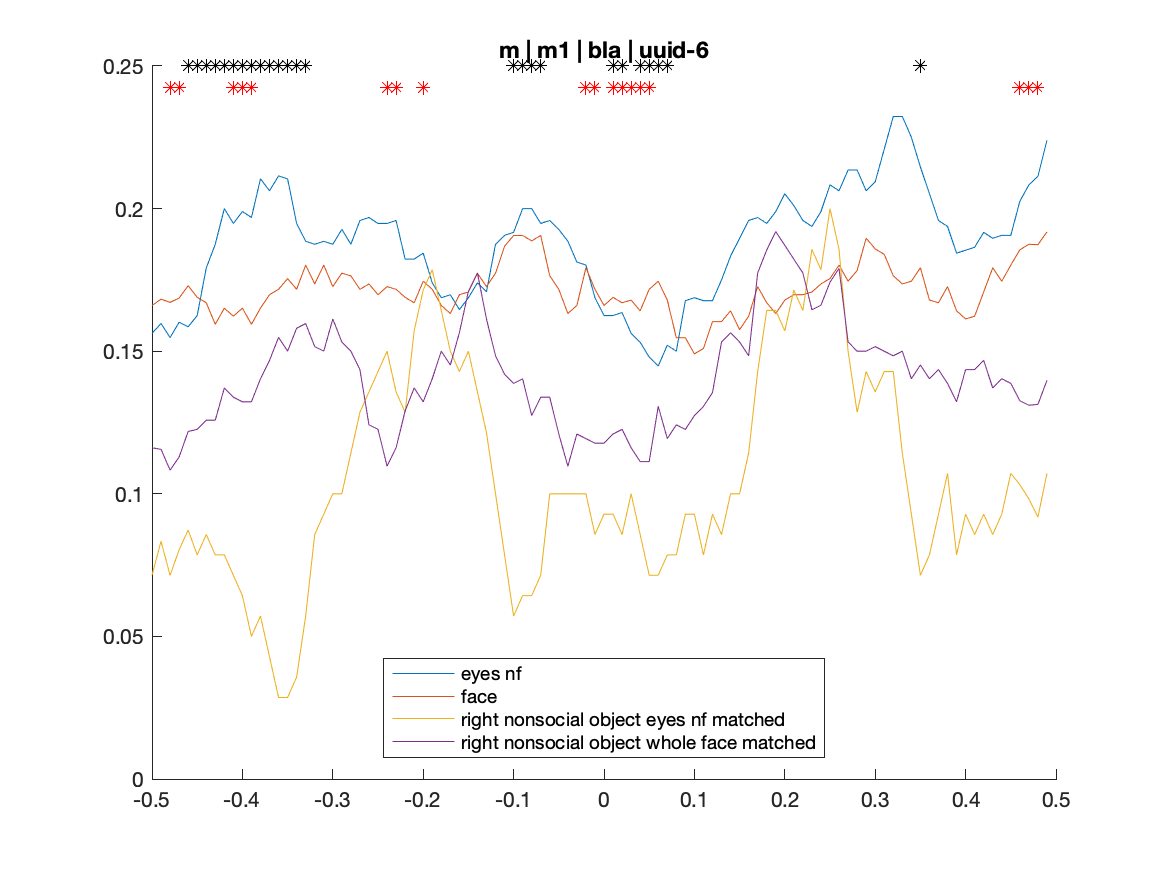 m | m1 | bla | uuid-6
0.25
0.2
0.15
0.1
0.05
0
-0.5 -0.4 -0.3 -0.2 -0.1 0 0.1 0.2 0.3 0.4 0.5
eyes nf
face
right nonsocial object eyes nf matched
right nonsocial object whole face matched